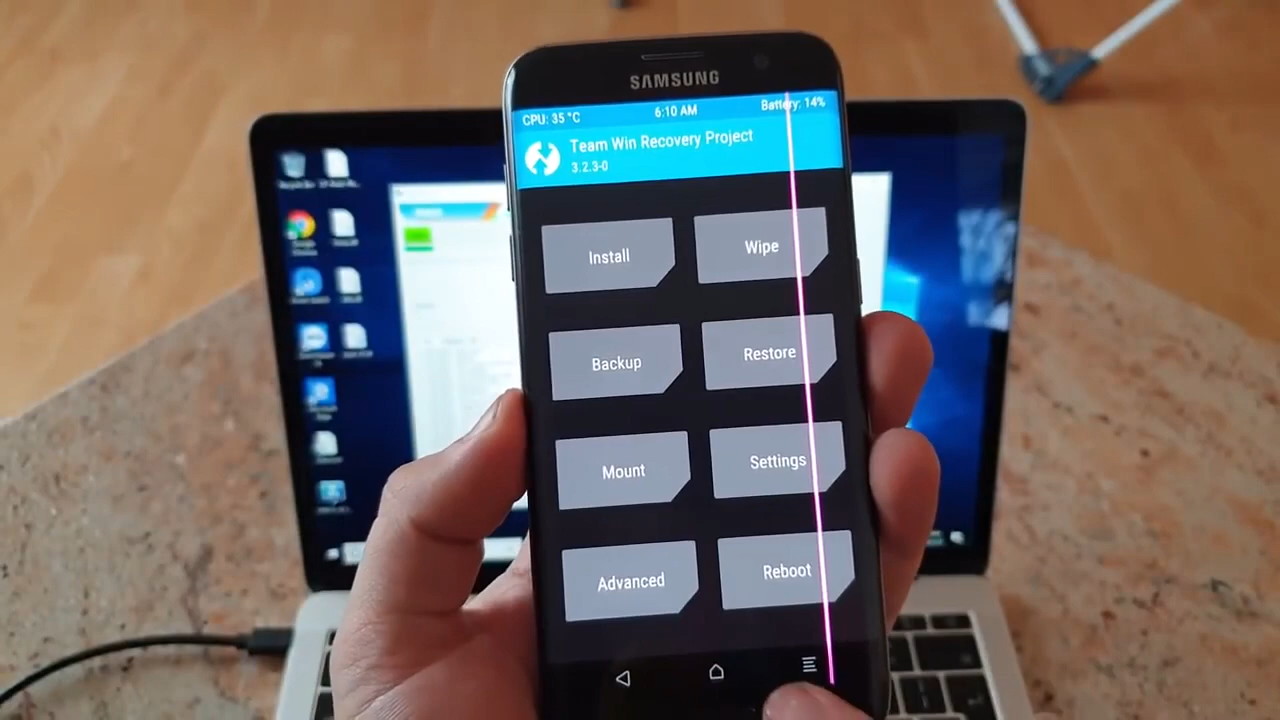 SAMSUNG
CPU: 35 °C 6:10 AM Battery: 14%
Team Win Recovery Project
3.2.3-0
Install
Wipe
Backup
Restore
Mount
Settings
Advanced
Reboot